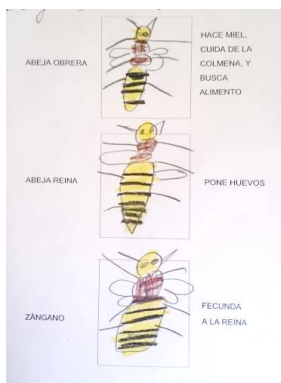 ABEJA OBRERA
HACE MIEL,
CUIDA DE LA
COLMENA, Y
BUSCA
ALIMENTO
ABEJA REINA
PONE HUEVOS
ZÁNGANO
FECUNDA
A LA REINA